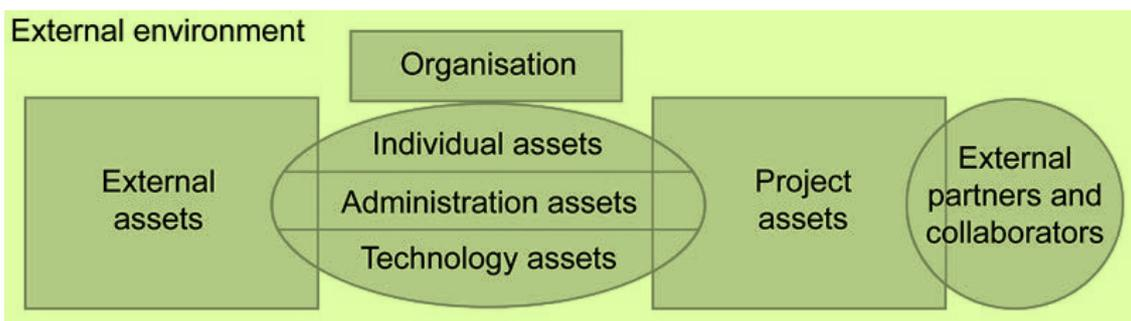 External environment
Organisation
External
assets
Individual assets
Administration assets
Technology assets
Project
assets
External
partners and
collaborators